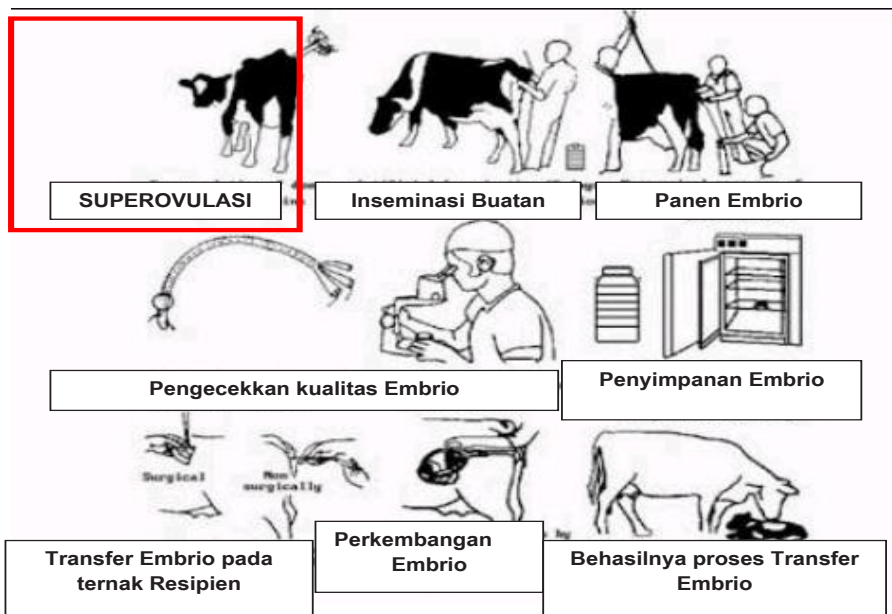 SUPEROVULASI
Inseminasi Buatan
Panen Embrio
Pengecekkan kualitas Embrio
Penyimpanan Embrio
Surgical
Non
surgically
by
Transfer Embrio pada
ternak Resipien
Perkembangan
Embrio
Behasilnya proses Transfer
Embrio